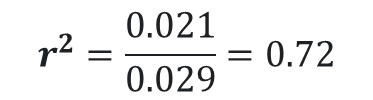 r² = 0.021/0.029 = 0.72